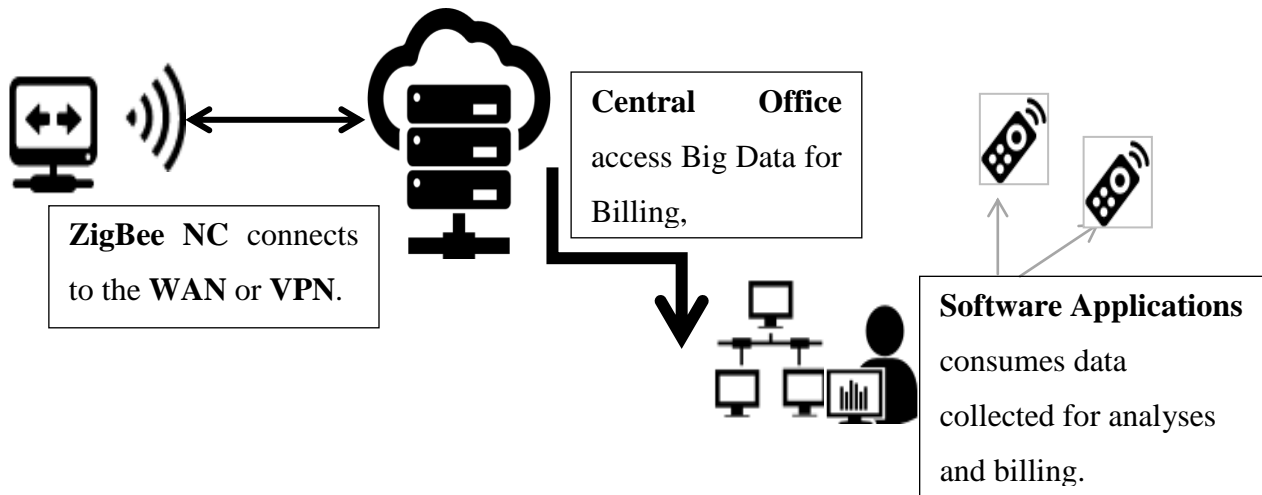 ZigBee NC connects
to the WAN or VPN.
Central Office
access Big Data for
Billing,
Software Applications
consumes data
collected for analyses
and billing.